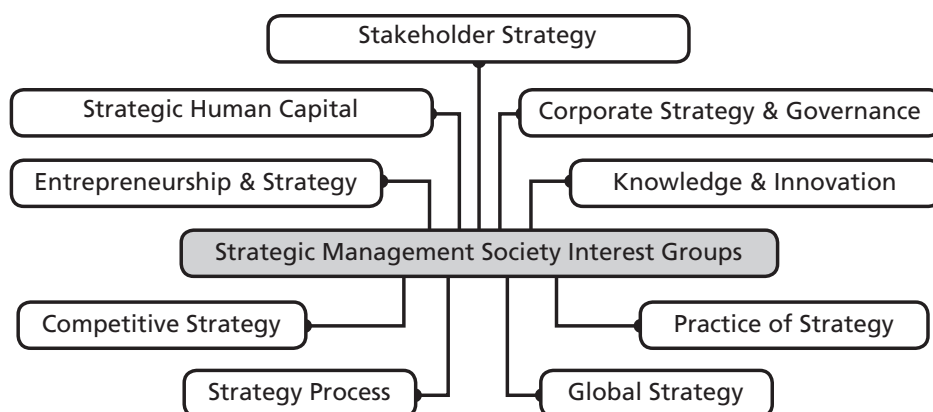 Stakeholder Strategy
Strategic Human Capital
Corporate Strategy & Governance
Entrepreneurship & Strategy
Knowledge & Innovation
Strategic Management Society Interest Groups
Competitive Strategy
Practice of Strategy
Strategy Process
Global Strategy